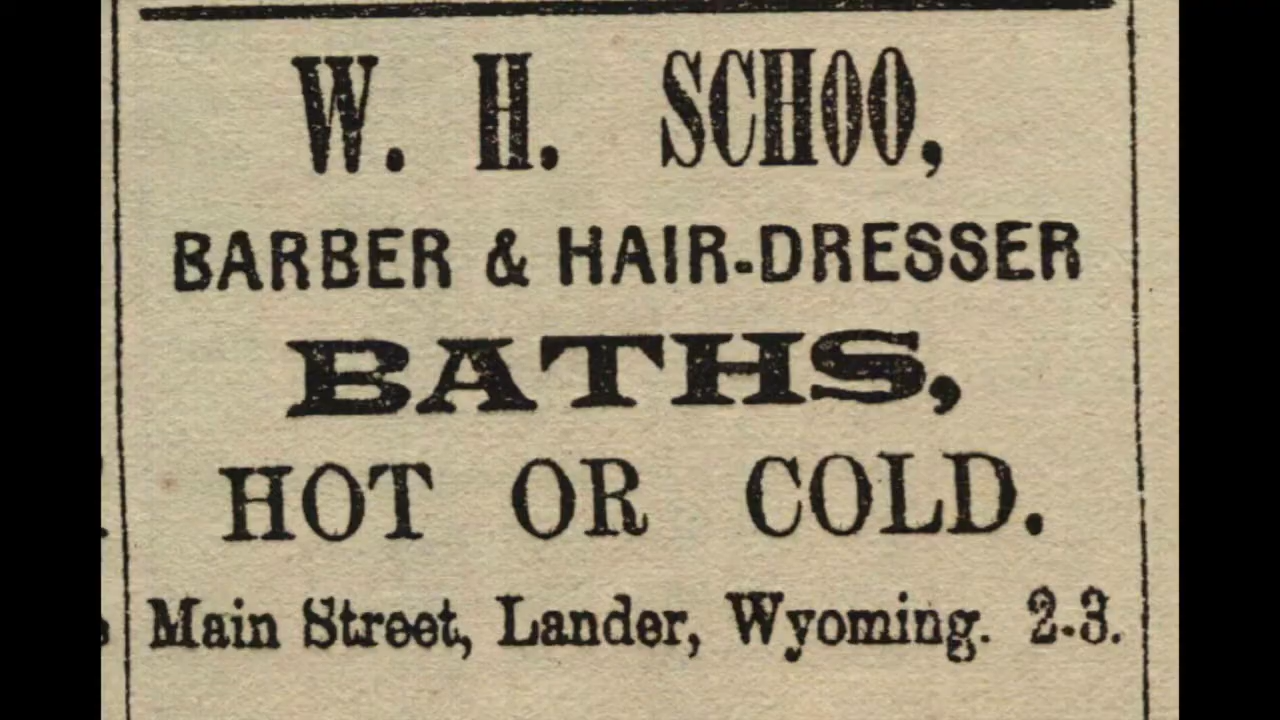 W. H. SCHOO,
BARBER & HAIR-DRESSER
BATHS,
HOT OR COLD.
Main Street, Lander, Wyoming. 2-3.